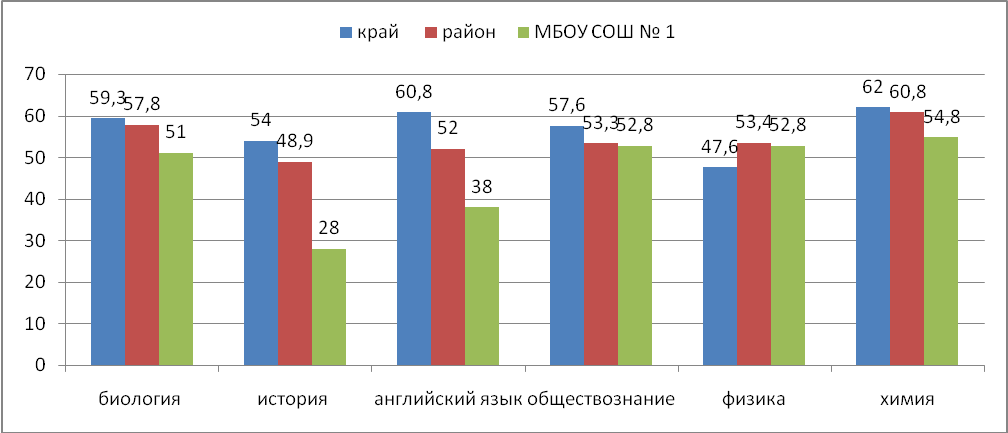 край район МБОУ СОШ № 1
70
60
50
40
30
20
10
0
59,3 57,8 51
54 48,9 28
60,8 52 38
57,6 53,3 52,8
47,6 53,4 52,8
62 60,8 54,8
биология история английский язык обществознание физика химия